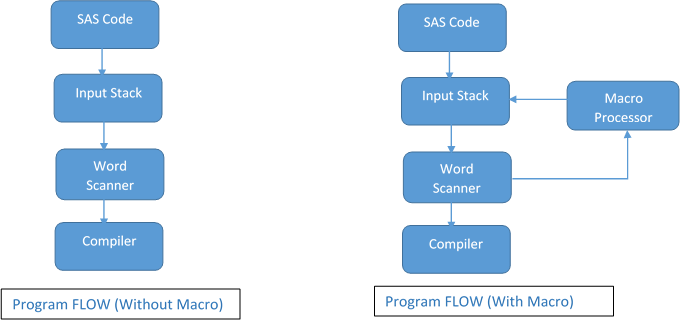 SAS Code
Input Stack
Word
Scanner
Compiler
Program FLOW (Without Macro)
SAS Code
Input Stack
Macro
Processor
Word
Scanner
Compiler
Program FLOW (With Macro)